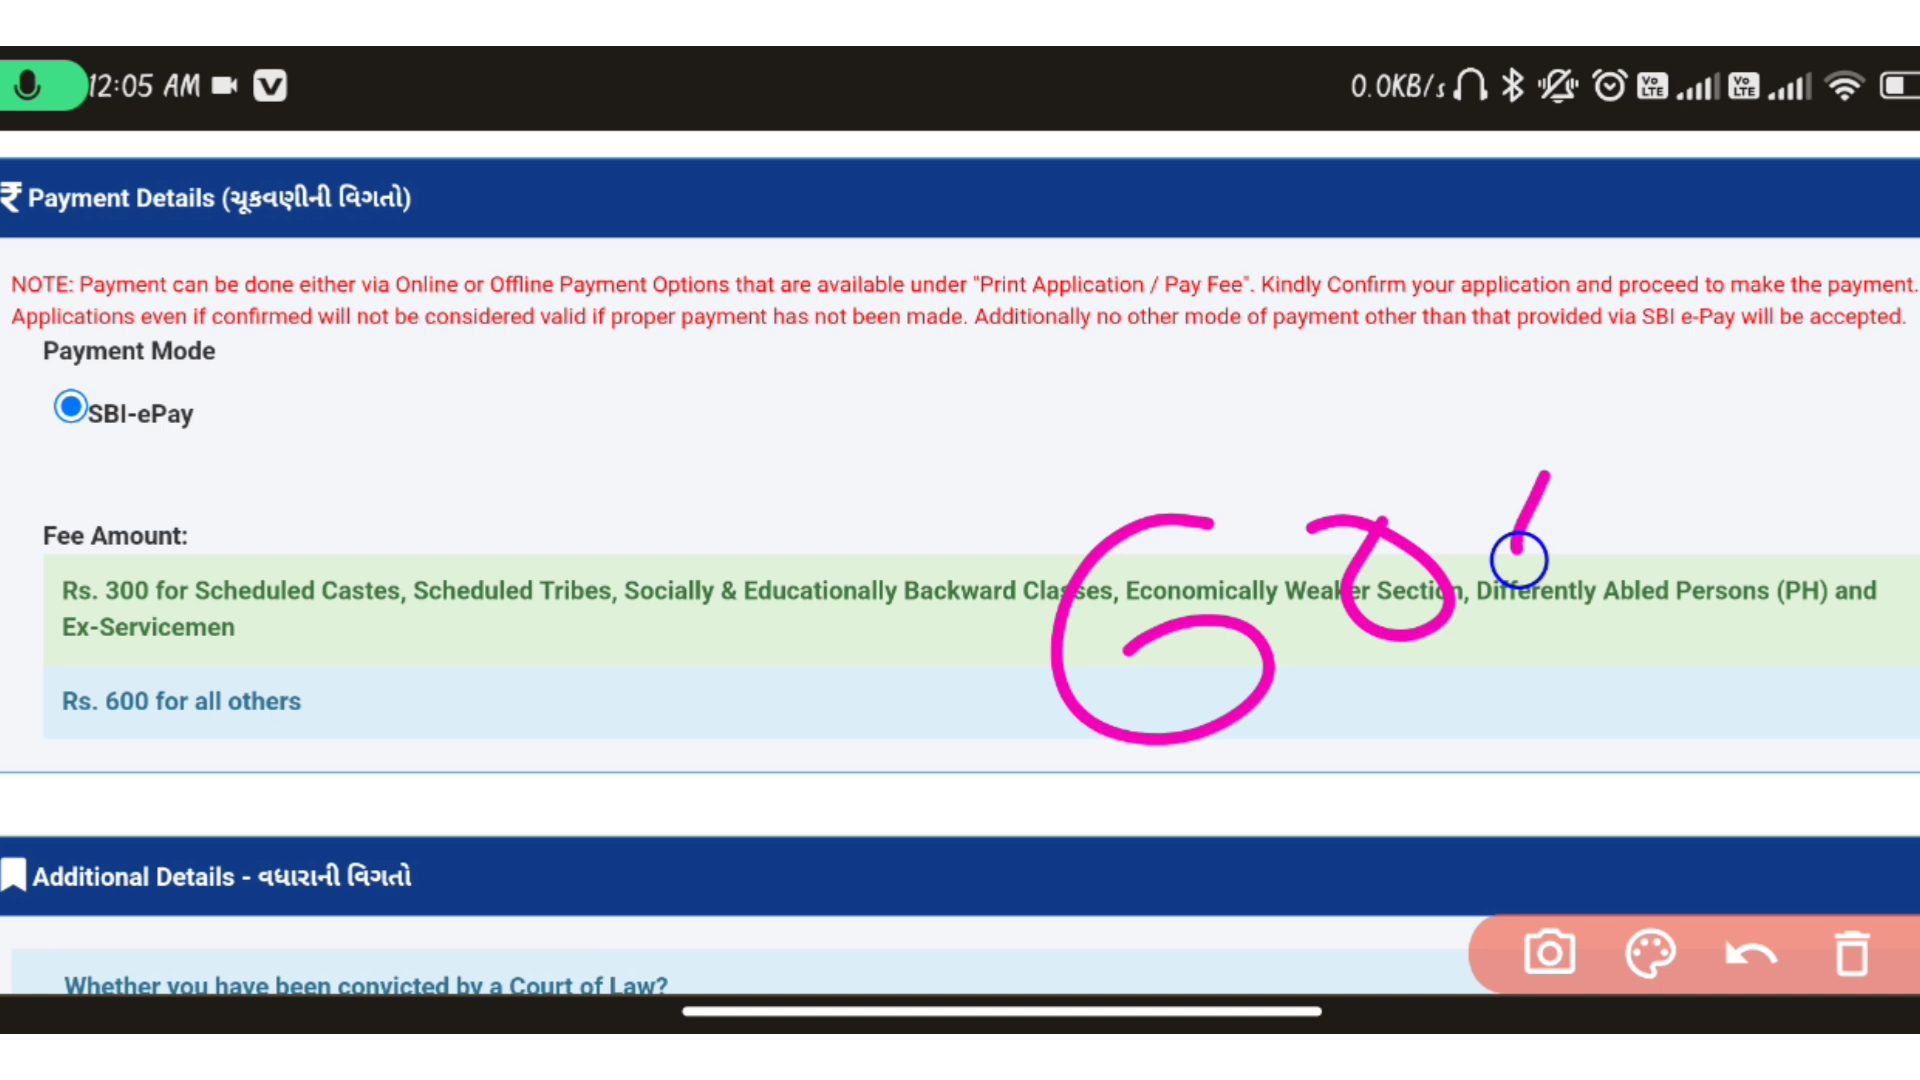 12:05 AM
0.0KB/s
Vo LTE
Vo LTE
₹ Payment Details (ચૂકવણીની વિગતો)
NOTE: Payment can be done either via Online or Offline Payment Options that are available under "Print Application / Pay Fee". Kindly Confirm your application and proceed to make the payment.
Applications even if confirmed will not be considered valid if proper payment has not been made. Additionally no other mode of payment other than that provided via SBI e-Pay will be accepted.
Payment Mode
SBI-ePay
Fee Amount:
Rs. 300 for Scheduled Castes, Scheduled Tribes, Socially & Educationally Backward Classes, Economically Weaker Section, Differently Abled Persons (PH) and
Ex-Servicemen
Rs. 600 for all others
Additional Details - વધારાની વિગતો
Whether you have been convicted by a Court of Law?